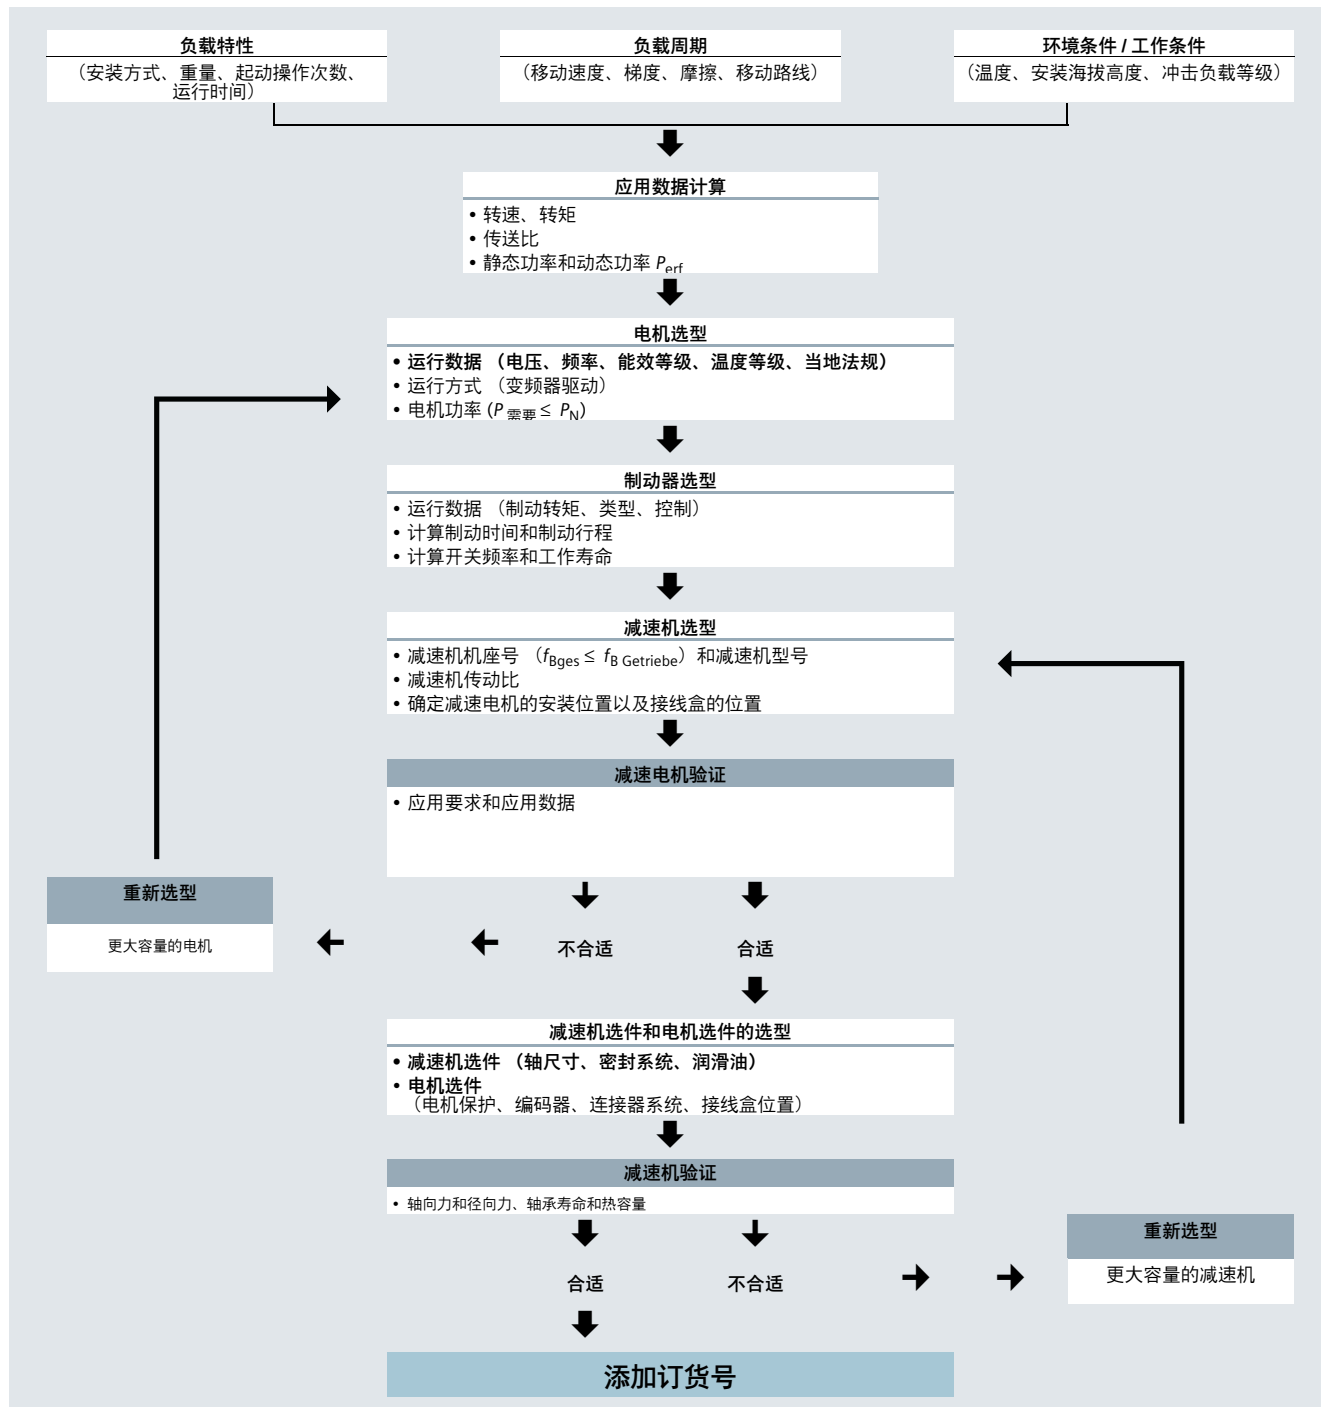 负载特性
（安装方式、重量、起动操作次数、
运行时间）
负载周期
（移动速度、梯度、摩擦、移动路线）
环境条件 / 工作条件
（温度、安装海拔高度、冲击负载等级）
应用数据计算
• 转速、转矩
• 传送比
• 静态功率和动态功率 Perf
电机选型
• 运行数据 （电压、频率、能效等级、温度等级、当地法规）
• 运行方式 （变频器驱动）
• 电机功率 (P 需要 ≤ PN)
制动器选型
• 运行数据 （制动转矩、类型、控制）
• 计算制动时间和制动行程
• 计算开关频率和工作寿命
减速机选型
• 减速机机座号 （fBges ≤ fB Getriebe）和减速机型号
• 减速机传动比
• 确定减速电机的安装位置以及接线盒的位置
减速电机验证
• 应用要求和应用数据
重新选型
更大容量的电机
不合适
合适
减速机选件和电机选件的选型
• 减速机选件 （轴尺寸、密封系统、润滑油）
• 电机选件
（电机保护、编码器、连接器系统、接线盒位置）
减速机验证
• 轴向力和径向力、轴承寿命和热容量
合适
不合适
重新选型
更大容量的减速机
添加订货号